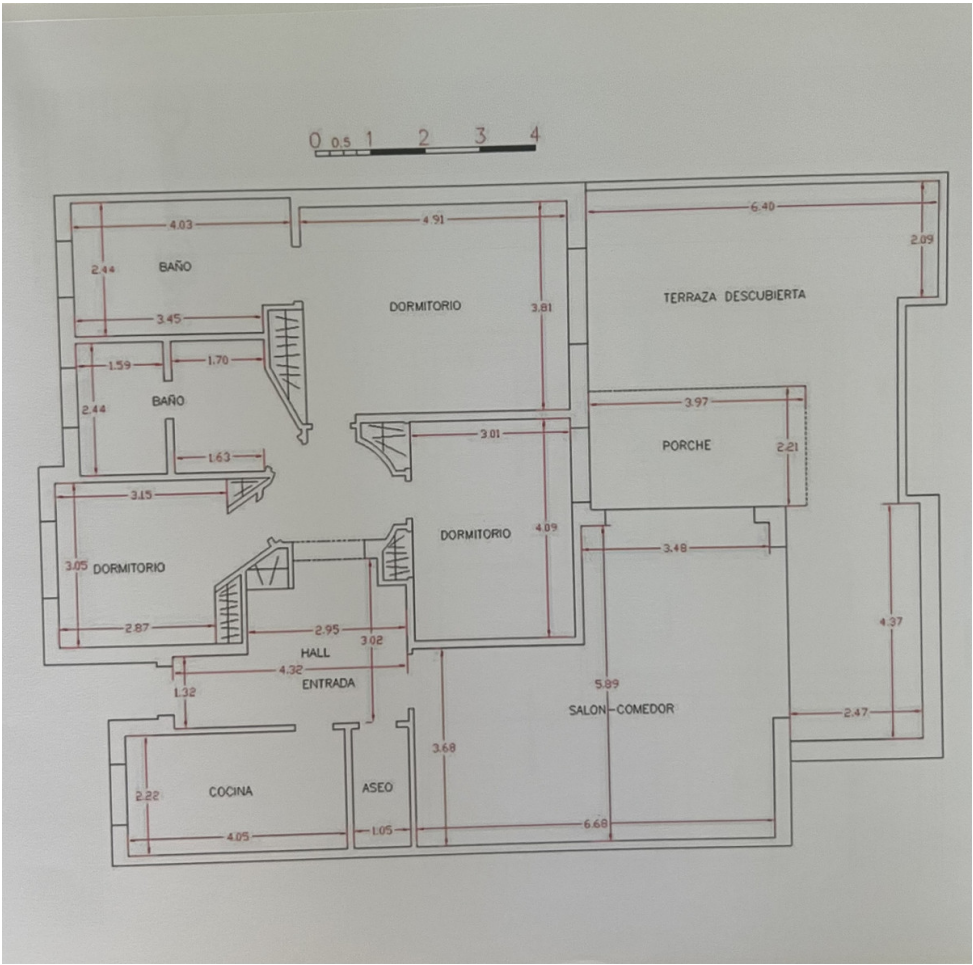 0 0,5 1 2 3 4
6.40
4.03
4.91
2.09
2.44
BAÑO
DORMITORIO
3.81
TERRAZA DESCUBIERTA
3.45
1.59
1.70
BAÑO
2.44
3.97
3.01
PORCHE
2.21
1.63
3.15
4.09
DORMITORIO
3.48
3.05
DORMITORIO
2.87
2.95
3.02
4.37
HALL
4.32
ENTRADA
1.32
5.89
SALON-COMEDOR
2.47
3.68
COCINA
ASEO
2.22
4.05
1.05
6.68